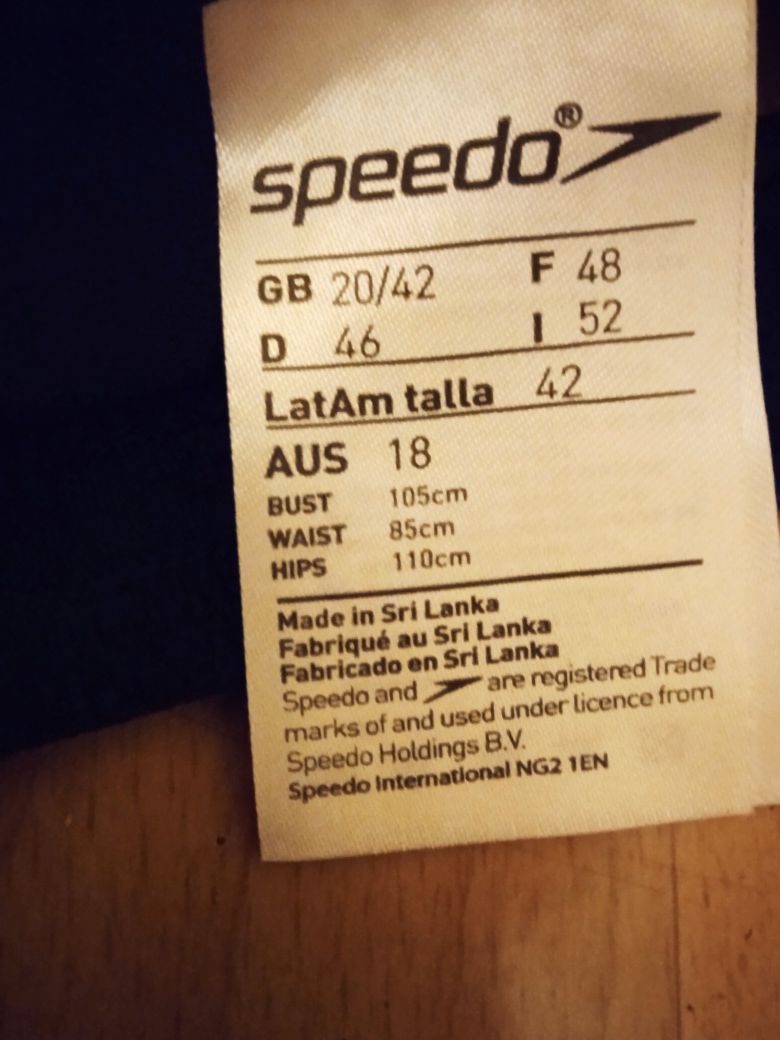 speedo®
GB 20/42 F 48
D 46 I 52
LatAm talla 42
AUS 18
BUST 105cm
WAIST 85cm
HIPS 110cm
Made in Sri Lanka
Fabriqué au Sri Lanka
Fabricado en Sri Lanka
Speedo and are registered Trade
marks of and used under licence from
Speedo Holdings B.V.
Speedo International NG2 1EN